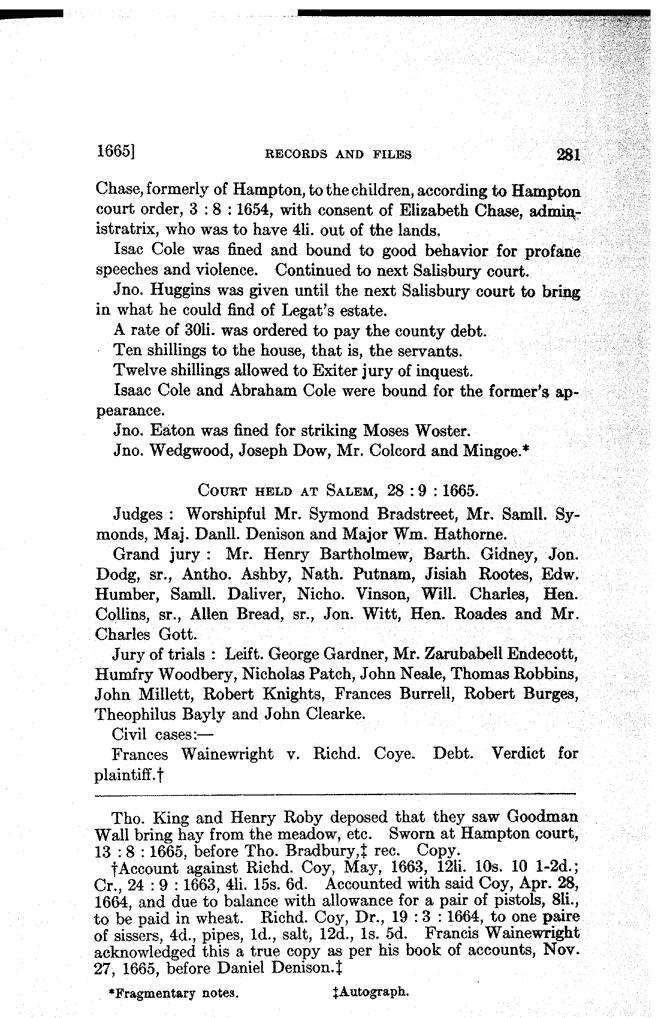 1665] RECORDS AND FILES 281
Chase, formerly of Hampton, to the children, according to Hampton
court order, 3 : 8 : 1654, with consent of Elizabeth Chase, admin-
istratrix, who was to have 4li. out of the lands.
Isac Cole was fined and bound to good behavior for profane
speeches and violence. Continued to next Salisbury court.
Jno. Huggins was given until the next Salisbury court to bring
in what he could find of Legat's estate.
A rate of 30li. was ordered to pay the county debt.
Ten shillings to the house, that is, the servants.
Twelve shillings allowed to Exiter jury of inquest.
Isaac Cole and Abraham Cole were bound for the former's ap-
pearance.
Jno. Eaton was fined for striking Moses Woster.
Jno. Wedgwood, Joseph Dow, Mr. Colcord and Mingoe.*
COURT HELD AT SALEM, 28 : 9 : 1665.
Judges : Worshipful Mr. Symond Bradstreet, Mr. Samll. Sy-
monds, Maj. Danll. Denison and Major Wm. Hathorne.
Grand jury : Mr. Henry Bartholmew, Barth. Gidney, Jon.
Dodg, sr., Antho. Ashby, Nath. Putnam, Jisiah Rootes, Edw.
Humber, Samll. Daliver, Nicho. Vinson, Will. Charles, Hen.
Collins, sr., Allen Bread, sr., Jon. Witt, Hen. Roades and Mr.
Charles Gott.
Jury of trials : Leift. George Gardner, Mr. Zarubabell Endecott,
Humfry Woodbery, Nicholas Patch, John Neale, Thomas Robbins,
John Millett, Robert Knights, Frances Burrell, Robert Burges,
Theophilus Bayly and John Clearke.
Civil cases:—
Frances Wainewright v. Richd. Coye. Debt. Verdict for
plaintiff.†
Tho. King and Henry Roby deposed that they saw Goodman
Wall bring hay from the meadow, etc. Sworn at Hampton court,
13 : 8 : 1665, before Tho. Bradbury,‡ rec. Copy.
†Account against Richd. Coy, May, 1663, 12li. 10s. 10 1-2d.;
Cr., 24 : 9 : 1663, 4li. 15s. 6d. Accounted with said Coy, Apr. 28,
1664, and due to balance with allowance for a pair of pistols, 8li.,
to be paid in wheat. Richd. Coy, Dr., 19 : 3 : 1664, to one paire
of sissers, 4d., pipes, 1d., salt, 12d., 1s. 5d. Francis Wainewright
acknowledged this a true copy as per his book of accounts, Nov.
27, 1665, before Daniel Denison.‡
*Fragmentary notes. ‡Autograph.